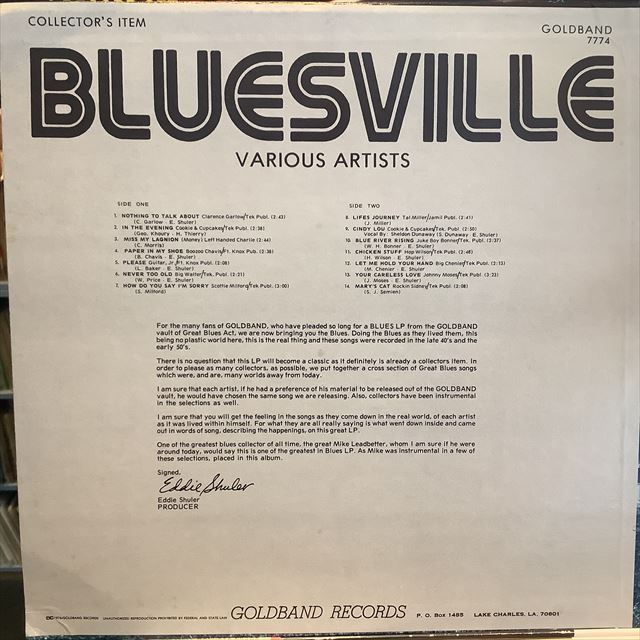 COLLECTOR'S ITEM
GOLDBAND
7774
BLUESVILLE
VARIOUS ARTISTS
SIDE ONE
1. NOTHING TO TALK ABOUT Clarence Garlow/Tek Publ. (2:43)
(C. Garlow - E. Shuler)
2. IN THE EVENING Cookie & Cupcakes/Tek Publ. (2:38)
(Geo. Khoury - H. Thierry)
3. MISS MY LAGNION (Money) Left Handed Charlie (2:44)
(C. Morris)
4. PAPER IN MY SHOE Boozoo Chavis/1. Knox Publ. (2:38)
(B. Chavis - E. Shuler)
5. PLEASE Guitar, Jr./1. Knox Publ. (2:08)
(L. Baker - E. Shuler)
6. NEVER TOO OLD Big Walter/Tek. Publ. (2:21)
(W. Price - E. Shuler)
7. HOW DO YOU SAY I'M SORRY Scottie Milford/Tek Publ. (3:00)
(S. Milford)
SIDE TWO
8. LIFES JOURNEY Tal Miller/Jamil Publ. (2:41)
(J. Miller)
9. CINDY LOU Cookie & Cupcakes/Tek Publ. (2:50)
Vocal By: Sheldon Dunaway (S. Dunaway - E. Shuler)
10. BLUE RIVER RISING Juke Boy Bonner/Tek. Publ. (2:37)
(W. H. Bonner - E. Shuler)
11. CHICKEN STUFF Hop Wilson/Tek Publ. (2:48)
(H. Wilson - E. Shuler)
12. LET ME HOLD YOUR HAND Big Chenier/Tek Publ. (2:13)
(M. Chenier - E. Shuler
13. YOUR CARELESS LOVE Johnny Moses/Tek Publ. (3:23)
(J. Moses - E. Shuler)
14. MARY'S CAT Rockin Sidney/Tek Publ. (2:08)
(S. J. Semien)
For the many fans of GOLDBAND, who have pleaded so long for a BLUES LP from the GOLDBAND
vault of Great Blues Act, we are now bringing you the Blues. Doing the Blues as they lived them, this
being no plastic world here, this is the real thing and these songs were recorded in the late 40's and the
early 50's.
There is no question that this LP will become a classic as it definitely is already a collectors item. In
order to please as many collectors, as possible, we put together a cross section of Great Blues songs
which were, and are, many worlds away from today.
I am sure that each artist, if he had a preference of his material to be released out of the GOLDBAND
vault, he would have chosen the same song we are releasing. Also, collectors have been instrumental
in the selections as well.
I am sure that you will get the feeling in the songs as they come down in the real world, of each artist
as it was lived within himself. For what they are all really saying is what went down inside and came
out in words of song, describing the happenings, on this great LP.
One of the greatest blues collector of all time, the great Mike Leadbetter, whom I am sure if he were
around today, would say this is one of the greatest in Blues LP. As Mike was instrumental in a few of
these selections, placed in this album.
Signed,
Eddie Shuler
Eddie Shuler
PRODUCER
GOLDBAND RECORDS UNAUTHORIZED REPRODUCTION PROHIBITED BY FEDERAL AND STATE LAW
GOLDBAND RECORDS
P. O. Box 1485 LAKE CHARLES, LA. 70601